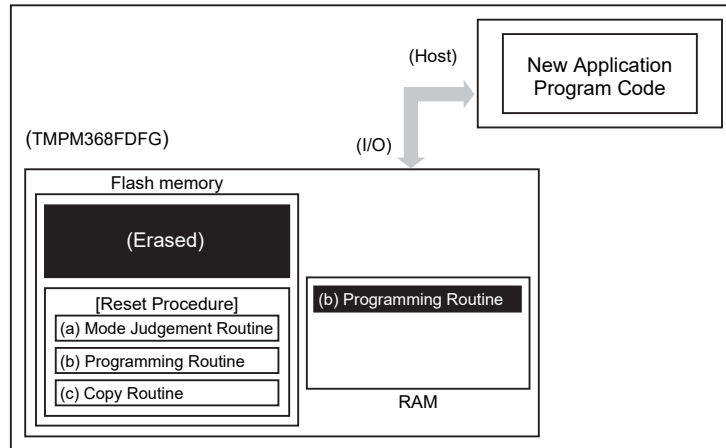 (Host)
New Application
Program Code
(TMPM368FDFG)
(I/O)
Flash memory
(Erased)
[Reset Procedure]
(a) Mode Judgement Routine
(b) Programming Routine
(c) Copy Routine
(b) Programming Routine
RAM